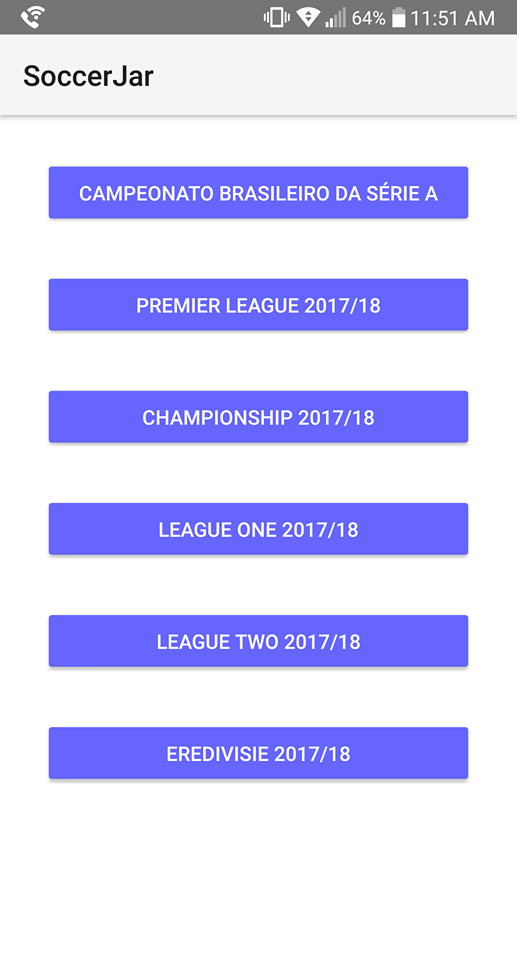 64% 11:51 AM
SoccerJar
CAMPEONATO BRASILEIRO DA SÉRIE A
PREMIER LEAGUE 2017/18
CHAMPIONSHIP 2017/18
LEAGUE ONE 2017/18
LEAGUE TWO 2017/18
EREDIVISIE 2017/18